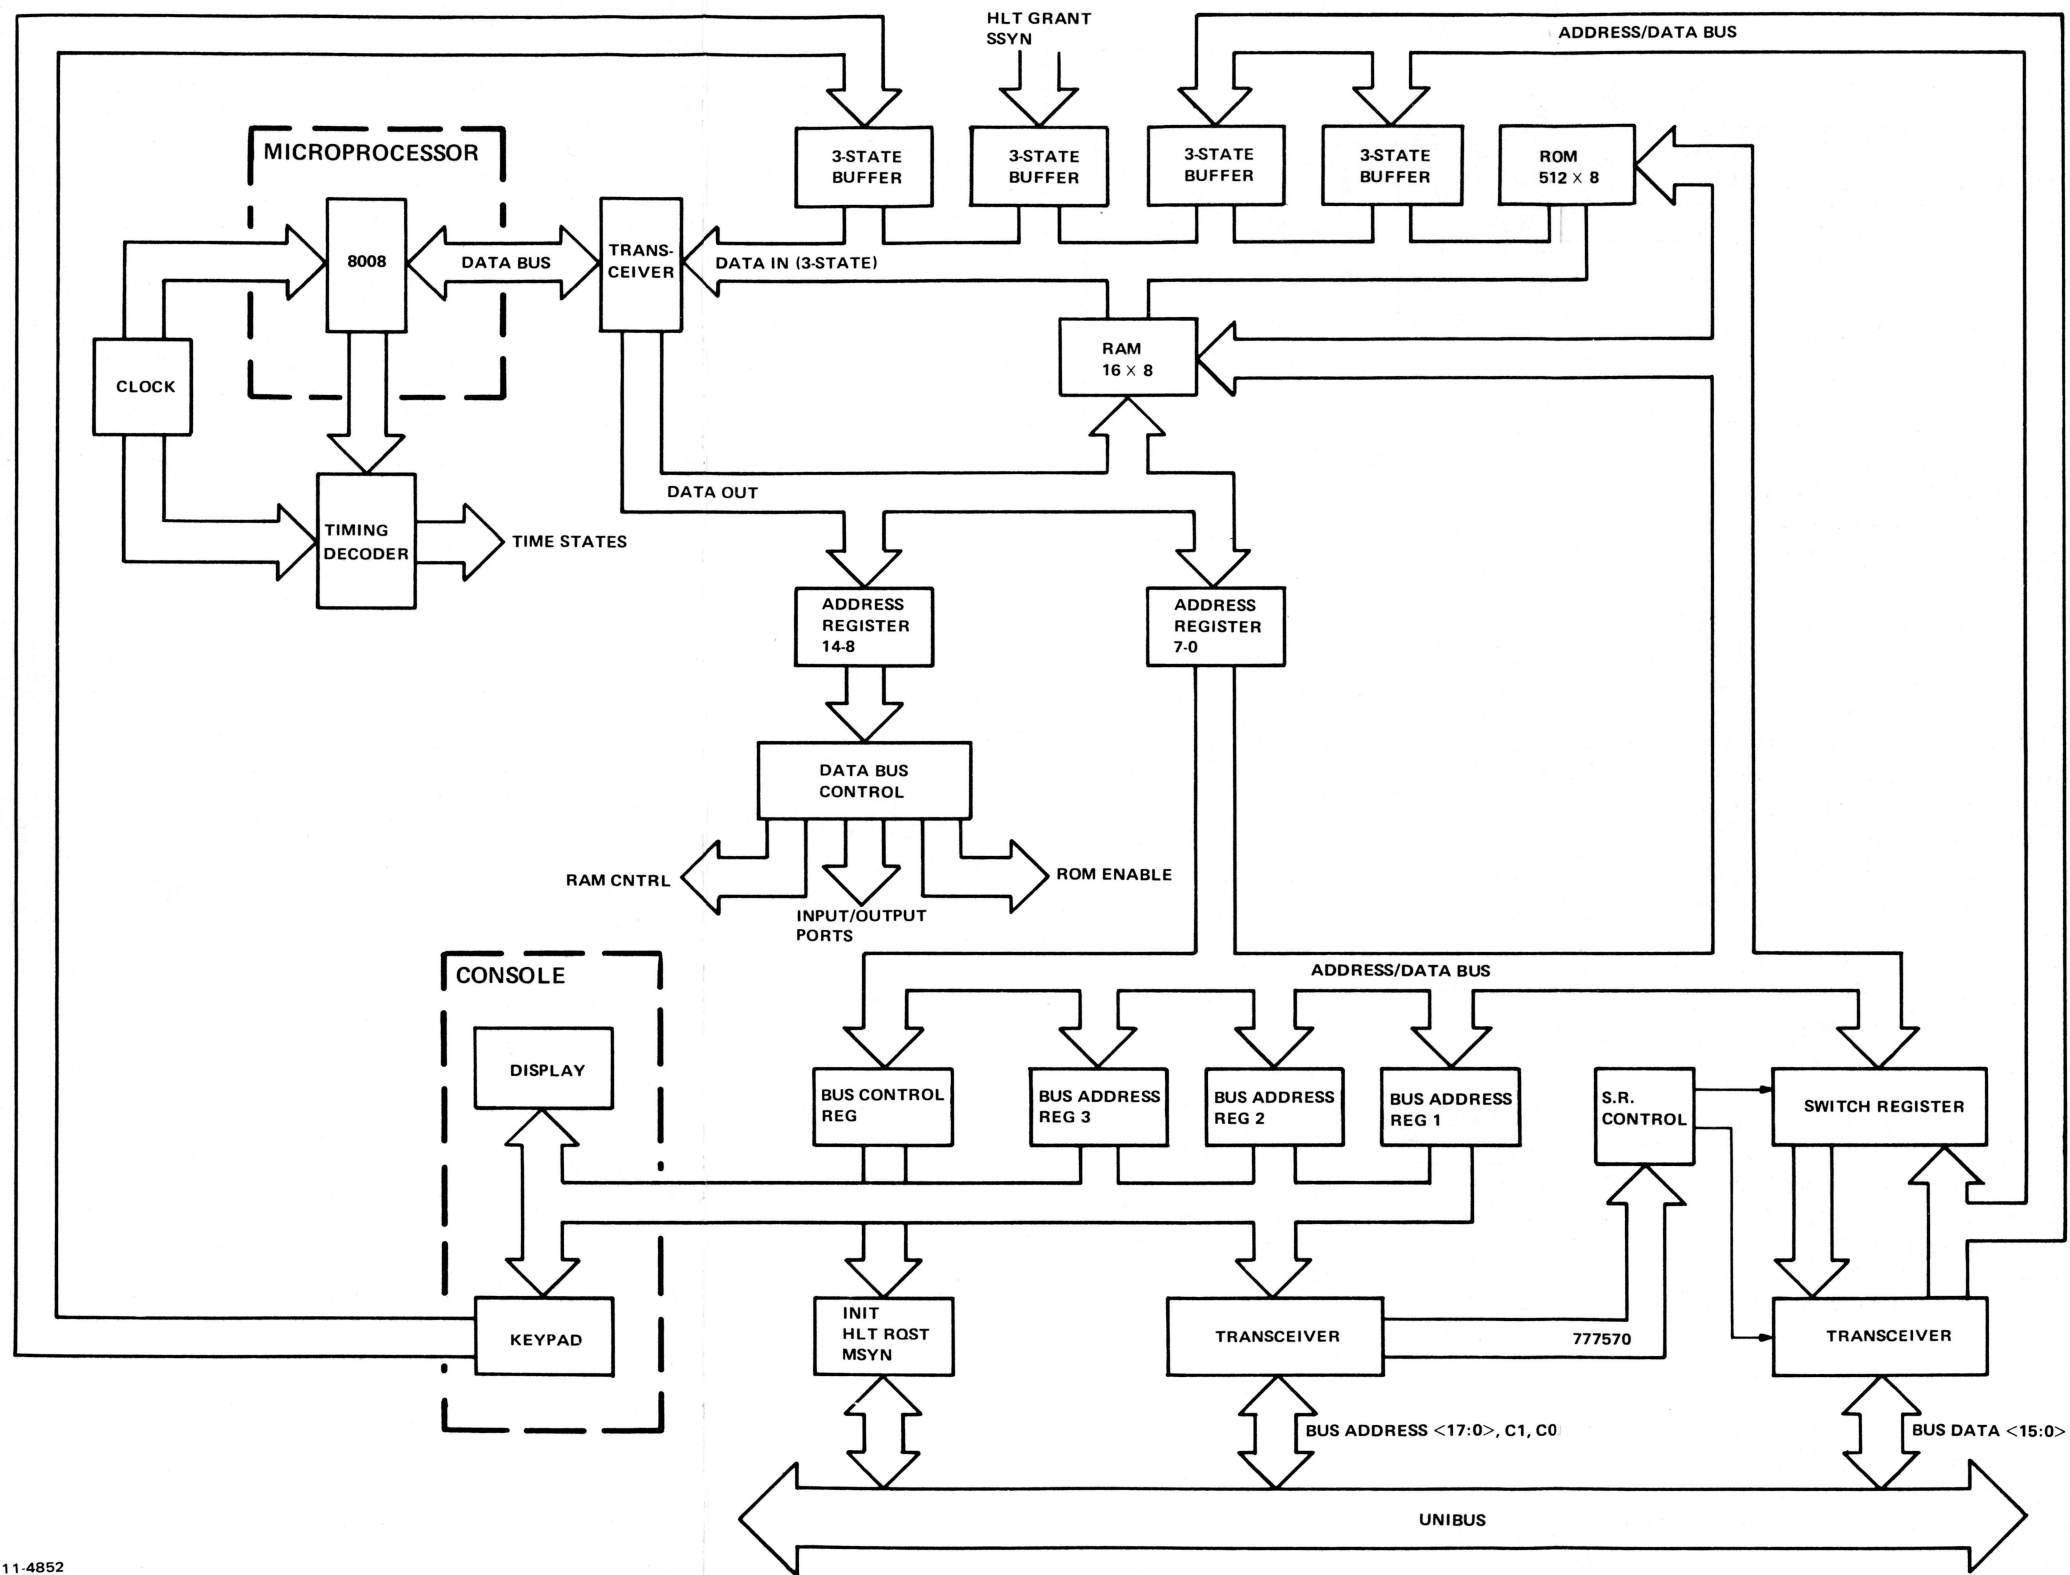 HLT GRANT
SSYN
ADDRESS/DATA BUS
MICROPROCESSOR
3-STATE
BUFFER
3-STATE
BUFFER
3-STATE
BUFFER
3-STATE
BUFFER
ROM
512 × 8
8008
DATA BUS
TRANS-
CEIVER
DATA IN (3-STATE)
CLOCK
RAM
16 × 8
DATA OUT
TIMING
DECODER
TIME STATES
ADDRESS
REGISTER
14-8
ADDRESS
REGISTER
7-0
DATA BUS
CONTROL
RAM CNTRL
INPUT/OUTPUT
PORTS
ROM ENABLE
CONSOLE
ADDRESS/DATA BUS
DISPLAY
BUS CONTROL
REG
BUS ADDRESS
REG 3
BUS ADDRESS
REG 2
BUS ADDRESS
REG 1
S.R.
CONTROL
SWITCH REGISTER
KEYPAD
INIT
HLT RQST
MSYN
TRANSCEIVER
777570
TRANSCEIVER
BUS ADDRESS <17:0>, C1, C0
BUS DATA <15:0>
UNIBUS
11-4852